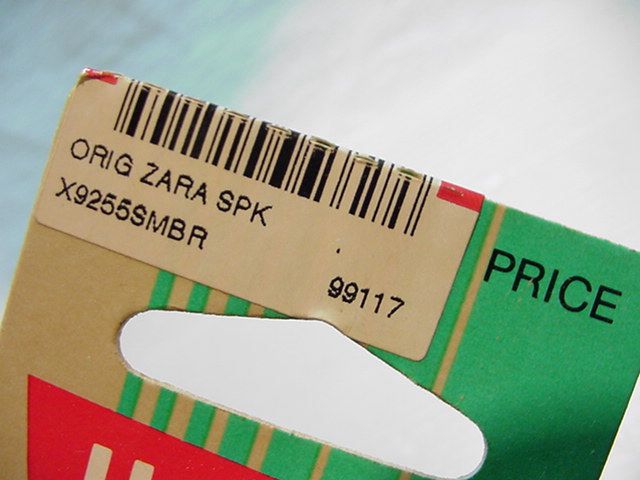 ORIG ZARA SPK
X9255SMBR
99117
PRICE